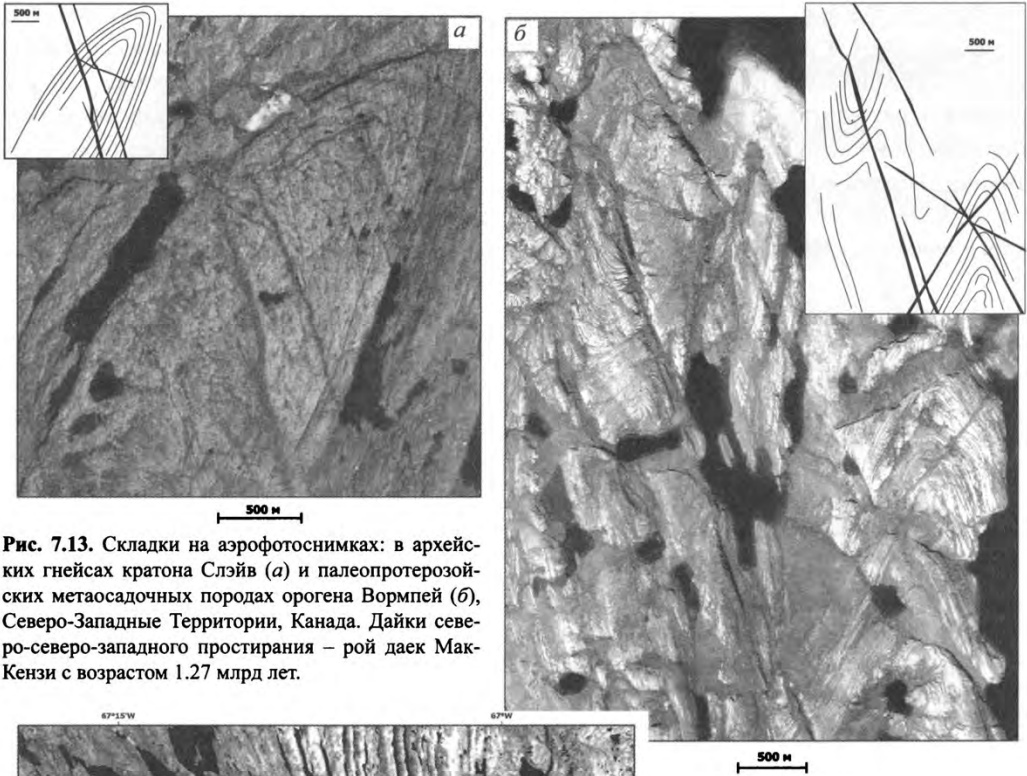 500 м
а
б
500 м
500 м
Рис. 7.13. Складки на аэрофотоснимках: в архейс-
ких гнейсах кратона Слэйв (а) и палеопротерозой-
ских метаосадочных породах орогена Вормпей (б),
Северо-Западные Территории, Канада. Дайки севе-
ро-северо-западного простирания – рой даек Мак-
Кензи с возрастом 1.27 млрд лет.
67°15'W
67°W
500 м